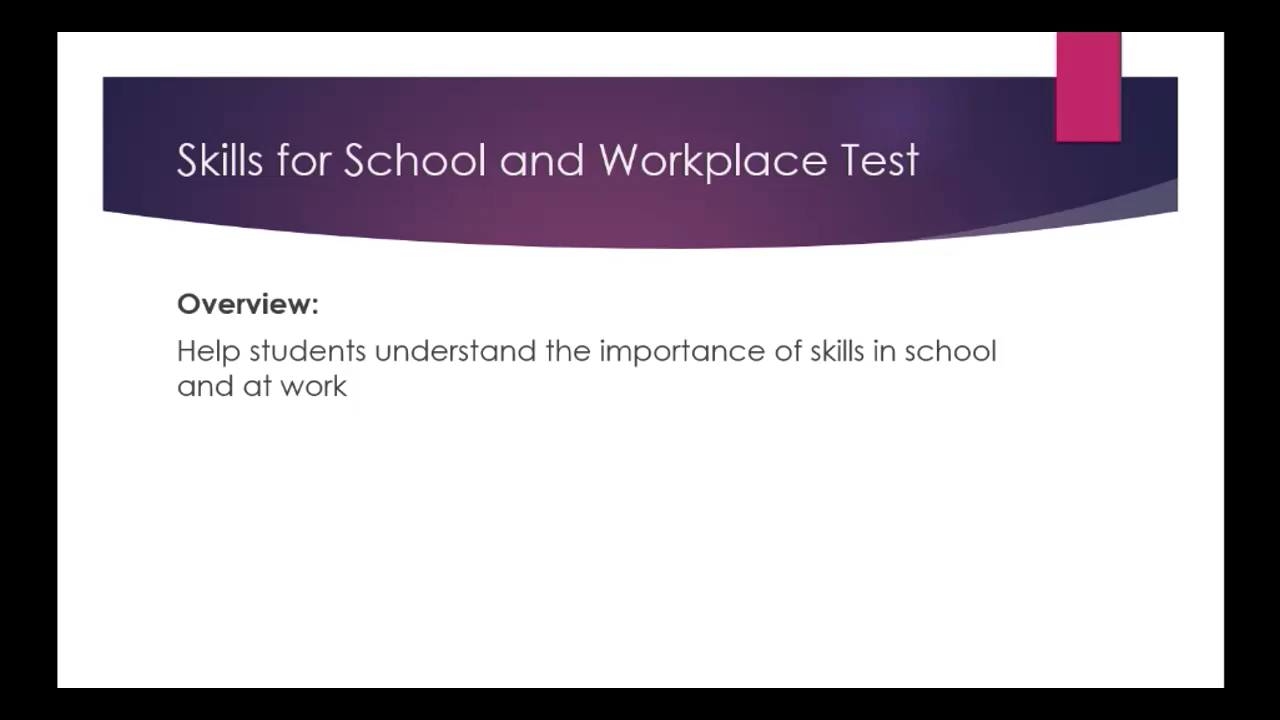 Skills for School and Workplace Test
Overview:
Help students understand the importance of skills in school
and at work